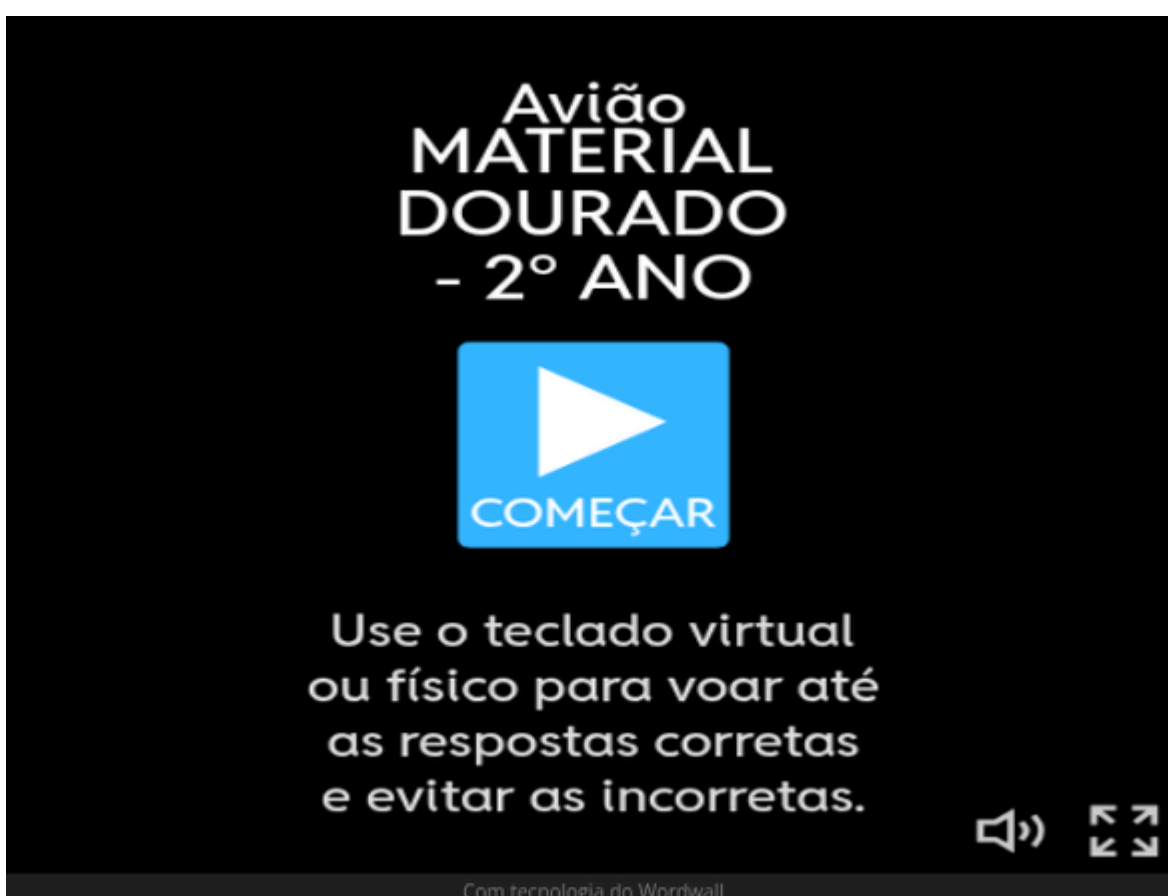 Avião
MATERIAL
DOURADO
- 2º ANO
COMEÇAR
Use o teclado virtual
ou físico para voar até
as respostas corretas
e evitar as incorretas.
Com tecnologia do Wordwall